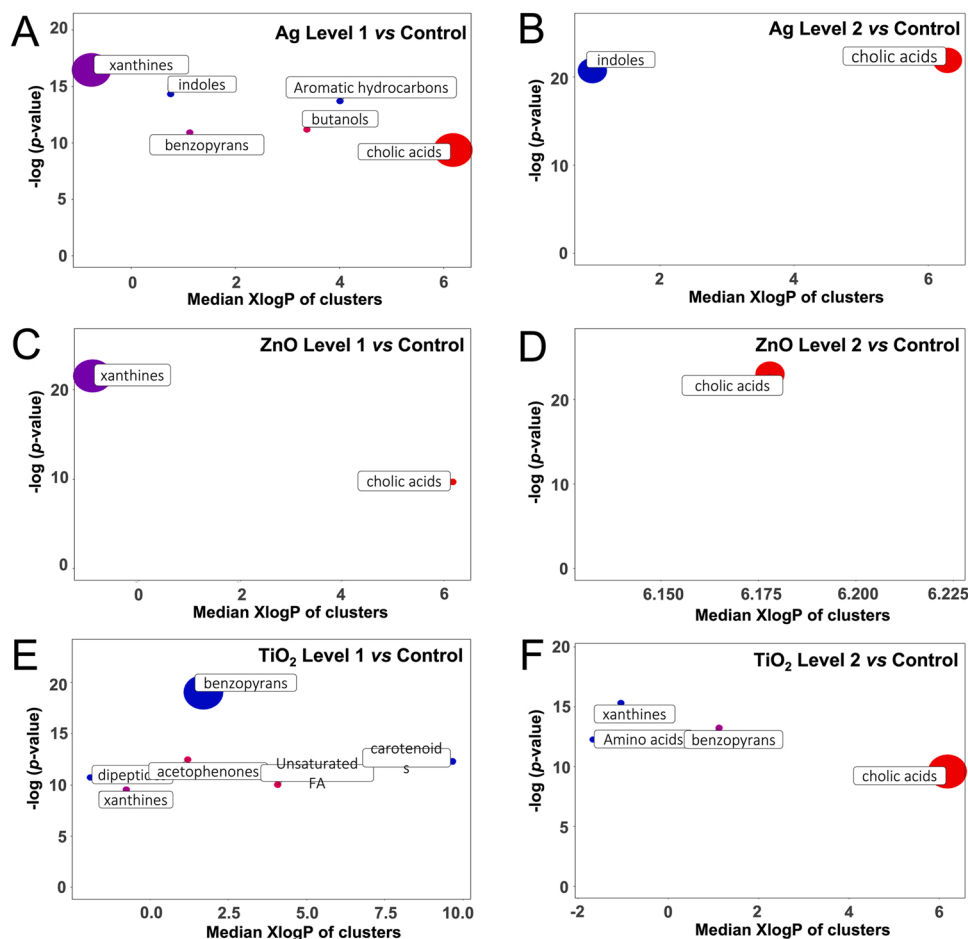 A
Ag Level 1 vs Control
-log (p-value)
20
15
10
5
0
xanthines
indoles
Aromatic hydrocarbons
benzopyrans
butanols
cholic acids
0 2 4 6
Median XlogP of clusters
B
Ag Level 2 vs Control
-log (p-value)
20
10
0
indoles
cholic acids
2 4 6
Median XlogP of clusters
C
ZnO Level 1 vs Control
-log (p-value)
20
10
0
xanthines
cholic acids
0 2 4 6
Median XlogP of clusters
D
ZnO Level 2 vs Control
-log (p-value)
20
10
0
cholic acids
6.150 6.175 6.200 6.225
Median XlogP of clusters
E
TiO2 Level 1 vs Control
-log (p-value)
20
15
10
5
0
benzopyrans
carotenoid
s
acetophenones
Unsaturated
FA
xanthines
0.0 2.5 5.0 7.5 10.0
Median XlogP of clusters
F
TiO2 Level 2 vs Control
-log (p-value)
20
15
10
5
0
xanthines
Amino acids
benzopyrans
cholic acids
-2 0 2 4 6
Median XlogP of clusters